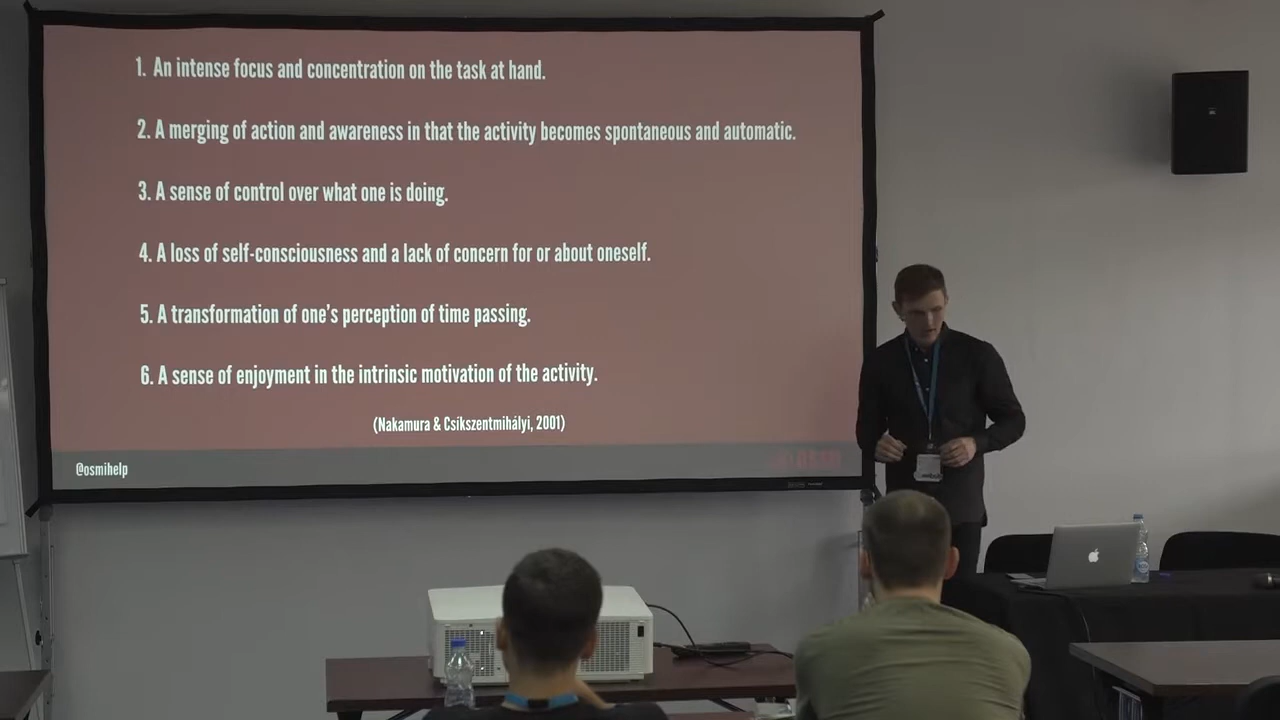 1. An intense focus and concentration on the task at hand.
2. A merging of action and awareness in that the activity becomes spontaneous and automatic.
3. A sense of control over what one is doing.
4. A loss of self-consciousness and a lack of concern for or about oneself.
5. A transformation of one's perception of time passing.
6. A sense of enjoyment in the intrinsic motivation of the activity.
(Nakamura & Csíkszentmihályi, 2001)
@osmihelp